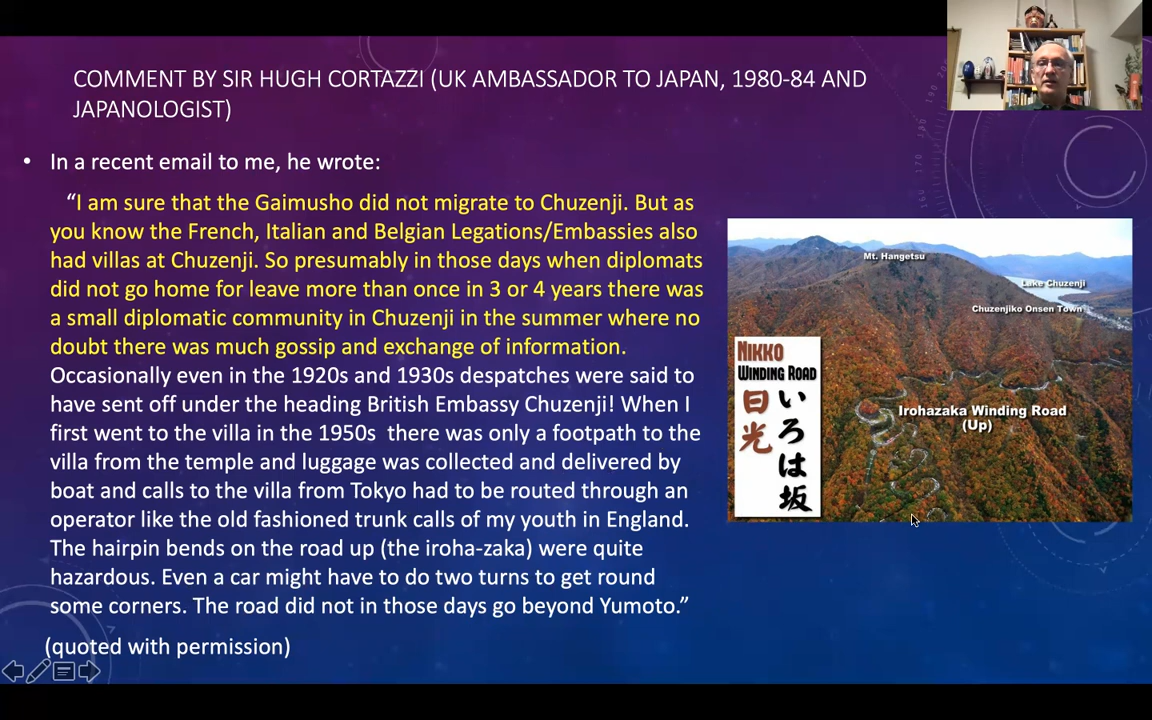 COMMENT BY SIR HUGH CORTAZZI (UK AMBASSADOR TO JAPAN, 1980-84 AND
JAPANOLOGIST)
• In a recent email to me, he wrote:
“I am sure that the Gaimusho did not migrate to Chuzenji. But as
you know the French, Italian and Belgian Legations/Embassies also
had villas at Chuzenji. So presumably in those days when diplomats
did not go home for leave more than once in 3 or 4 years there was
a small diplomatic community in Chuzenji in the summer where no
doubt there was much gossip and exchange of information.
Occasionally even in the 1920s and 1930s despatches were said to
have sent off under the heading British Embassy Chuzenji! When I
first went to the villa in the 1950s there was only a footpath to the
villa from the temple and luggage was collected and delivered by
boat and calls to the villa from Tokyo had to be routed through an
operator like the old fashioned trunk calls of my youth in England.
The hairpin bends on the road up (the iroha-zaka) were quite
hazardous. Even a car might have to do two turns to get round
some corners. The road did not in those days go beyond Yumoto.”
(quoted with permission)
Mt. Hangetsu
Lake Chuzenji
Chuzenjiko Onsen Town
NIKKO
WINDING ROAD
日光
いろは坂
Irohazaka Winding Road
(Up)